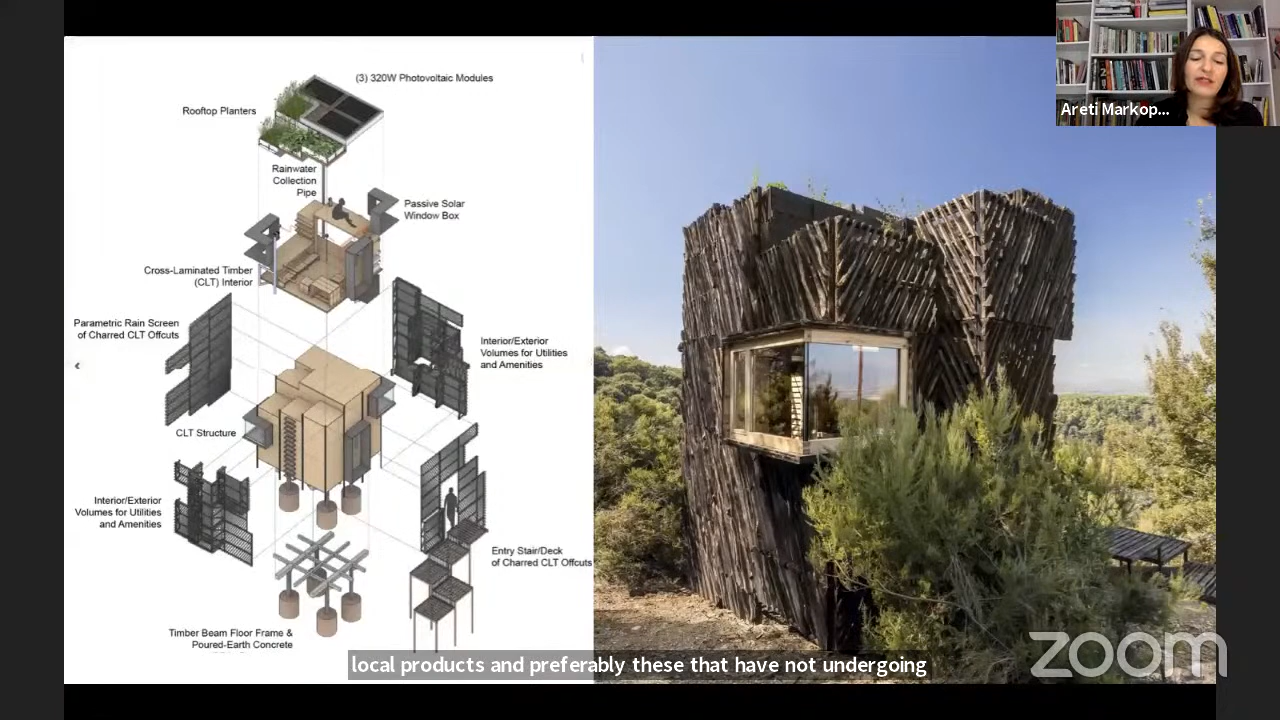 (3) 320W Photovoltaic Modules
Rooftop Planters
Rainwater
Collection
Pipe
Passive Solar
Window Box
Cross-Laminated Timber
(CLT) Interior
Parametric Rain Screen
of Charred CLT Offcuts
Interior/Exterior
Volumes for Utilities
and Amenities
CLT Structure
Interior/Exterior
Volumes for Utilities
and Amenities
Entry Stair/Deck
of Charred CLT Offcuts
Timber Beam Floor Frame &
Poured-Earth Concrete
Areti Markop...
local products and preferably these that have not undergoing
zoom